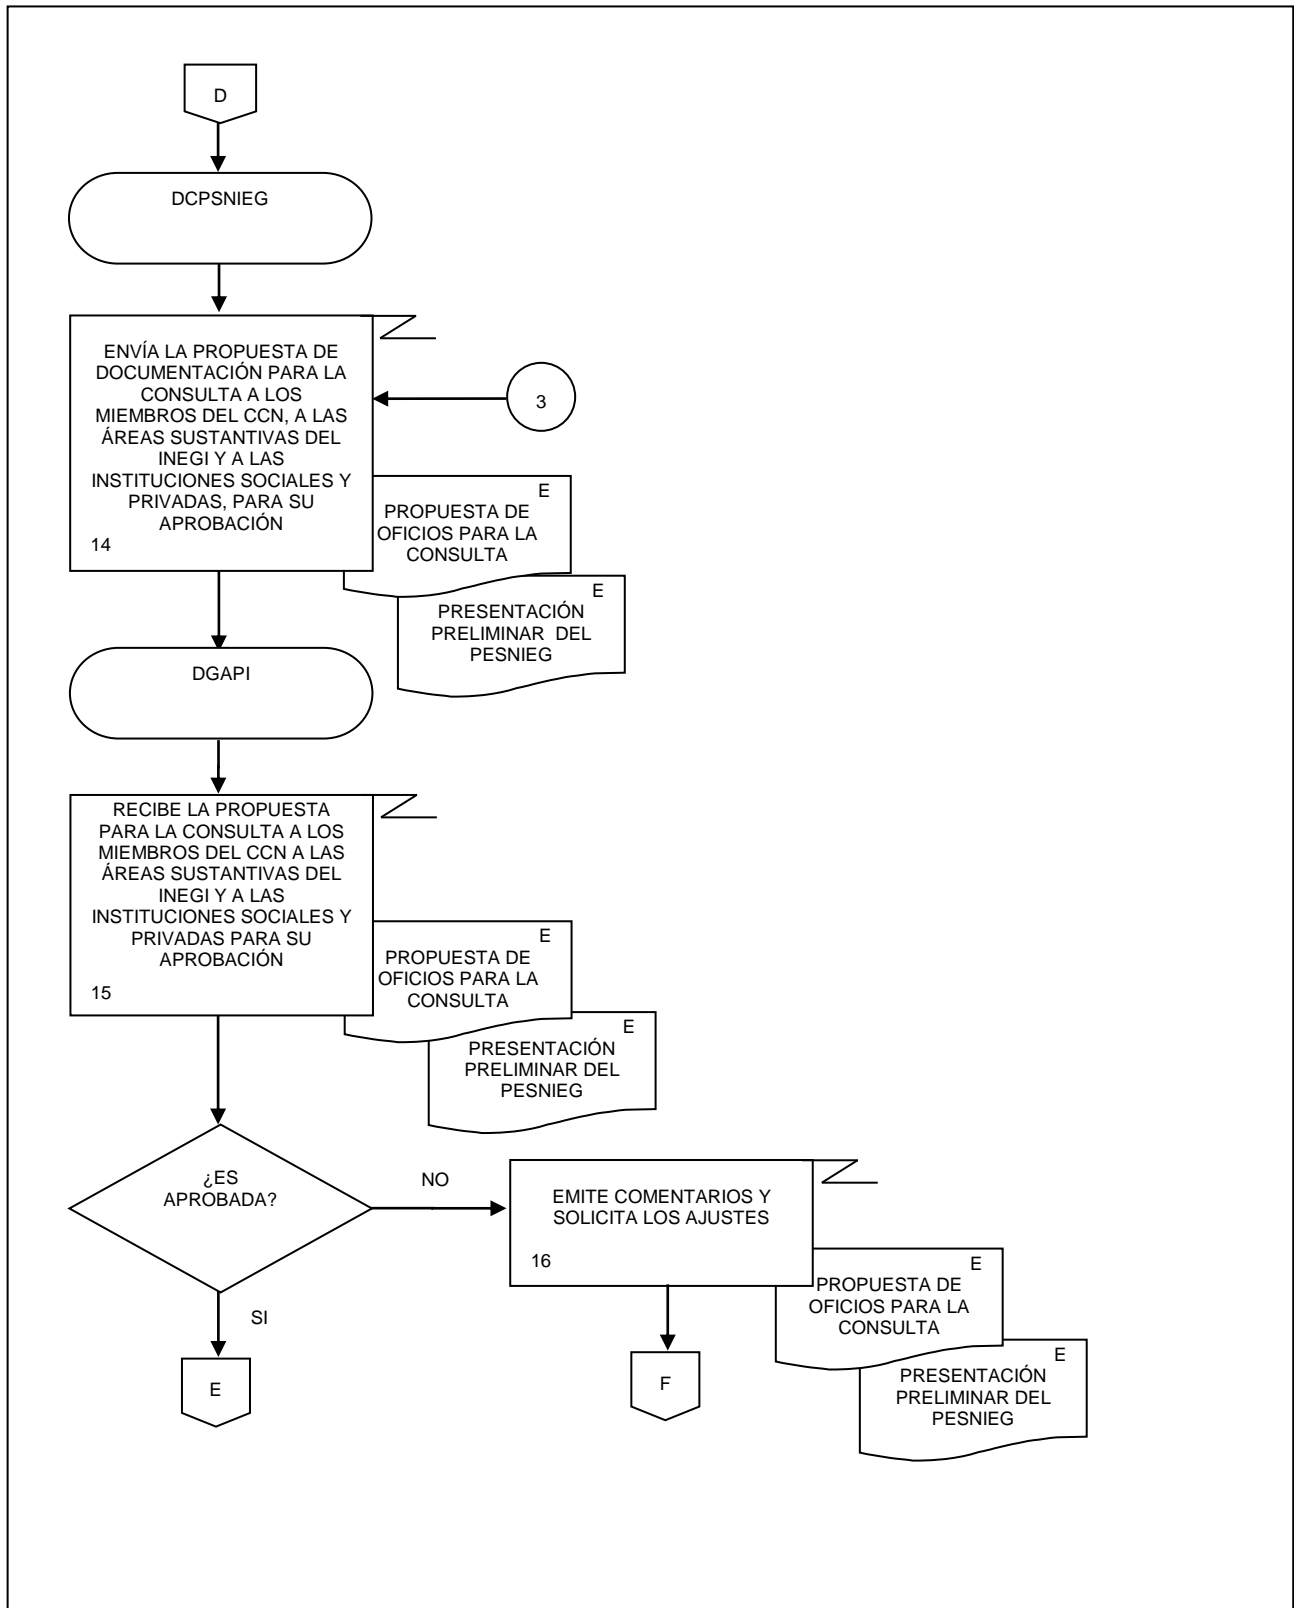 D
DCPSNIEG
ENVÍA LA PROPUESTA DE
DOCUMENTACIÓN PARA LA
CONSULTA A LOS
MIEMBROS DEL CCN, A LAS
ÁREAS SUSTANTIVAS DEL
INEGI Y A LAS
INSTITUCIONES SOCIALES Y
PRIVADAS, PARA SU
APROBACIÓN
14
3
E
PROPUESTA DE
OFICIOS PARA LA
CONSULTA
E
PRESENTACIÓN
PRELIMINAR DEL
PESNIEG
DGAPI
RECIBE LA PROPUESTA
PARA LA CONSULTA A LOS
MIEMBROS DEL CCN A LAS
ÁREAS SUSTANTIVAS DEL
INEGI Y A LAS
INSTITUCIONES SOCIALES Y
PRIVADAS PARA SU
APROBACIÓN
15
E
PROPUESTA DE
OFICIOS PARA LA
CONSULTA
E
PRESENTACIÓN
PRELIMINAR DEL
PESNIEG
¿ES
APROBADA?
NO
EMITE COMENTARIOS Y
SOLICITA LOS AJUSTES
16
E
PROPUESTA DE
OFICIOS PARA LA
CONSULTA
E
PRESENTACIÓN
PRELIMINAR DEL
PESNIEG
SI
E
F